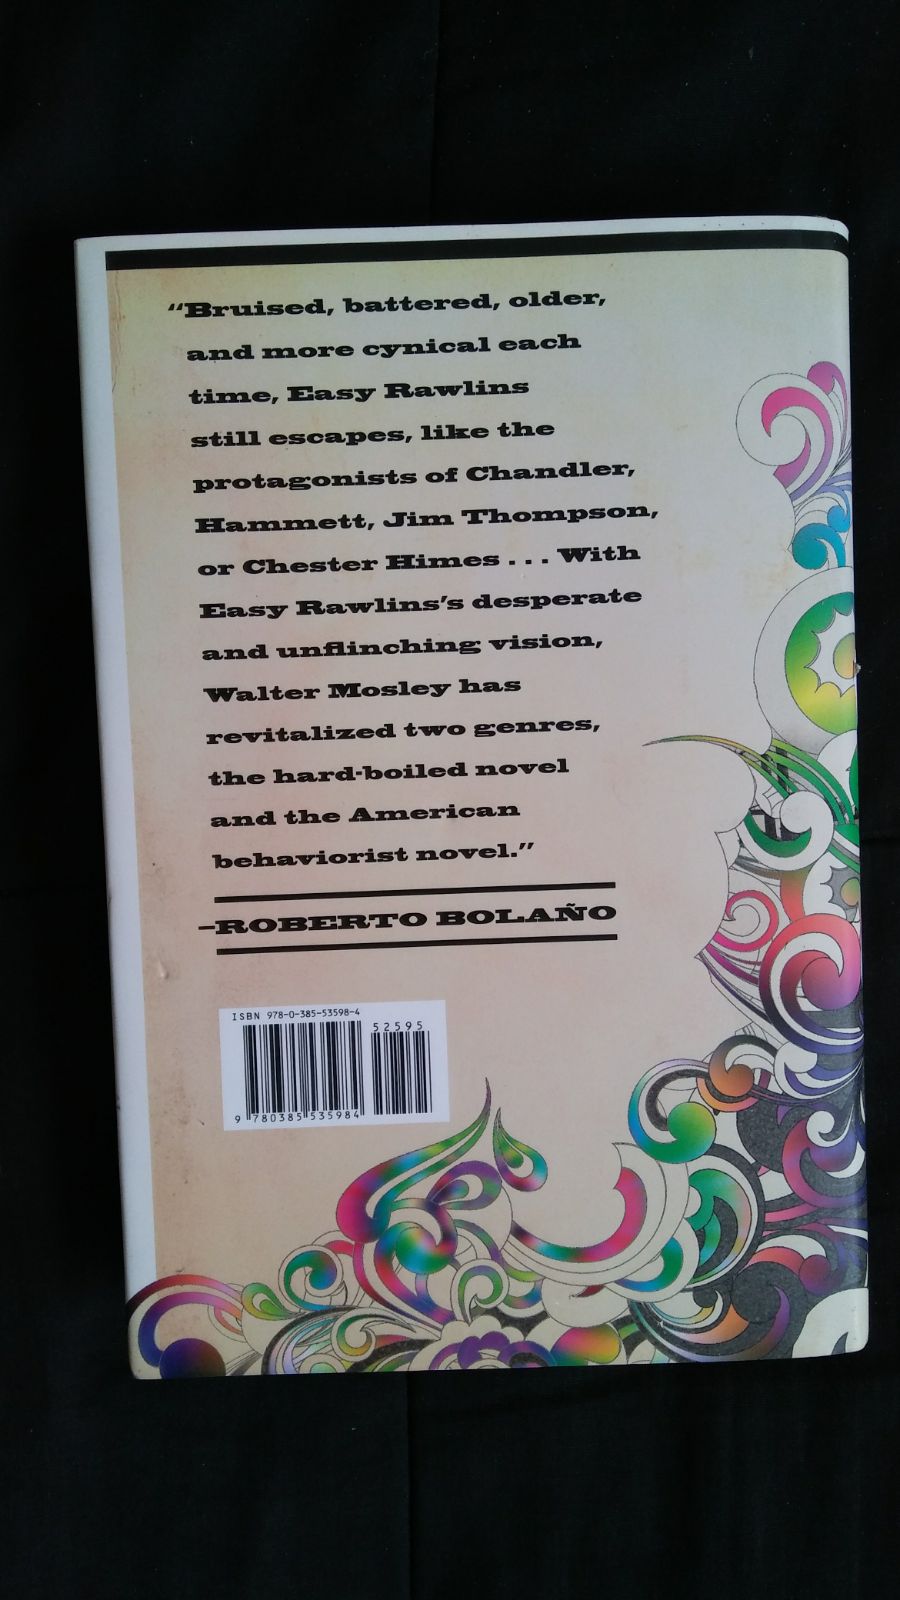 “Bruised, battered, older,
and more cynical each
time, Easy Rawlins
still escapes, like the
protagonists of Chandler,
Hammett, Jim Thompson,
or Chester Himes . . . With
Easy Rawlins’s desperate
and unflinching vision,
Walter Mosley has
revitalized two genres,
the hard-boiled novel
and the American
behaviorist novel.”
–ROBERTO BOLAÑO
ISBN 978-0-385-53598-4
52595
9 780385 535984